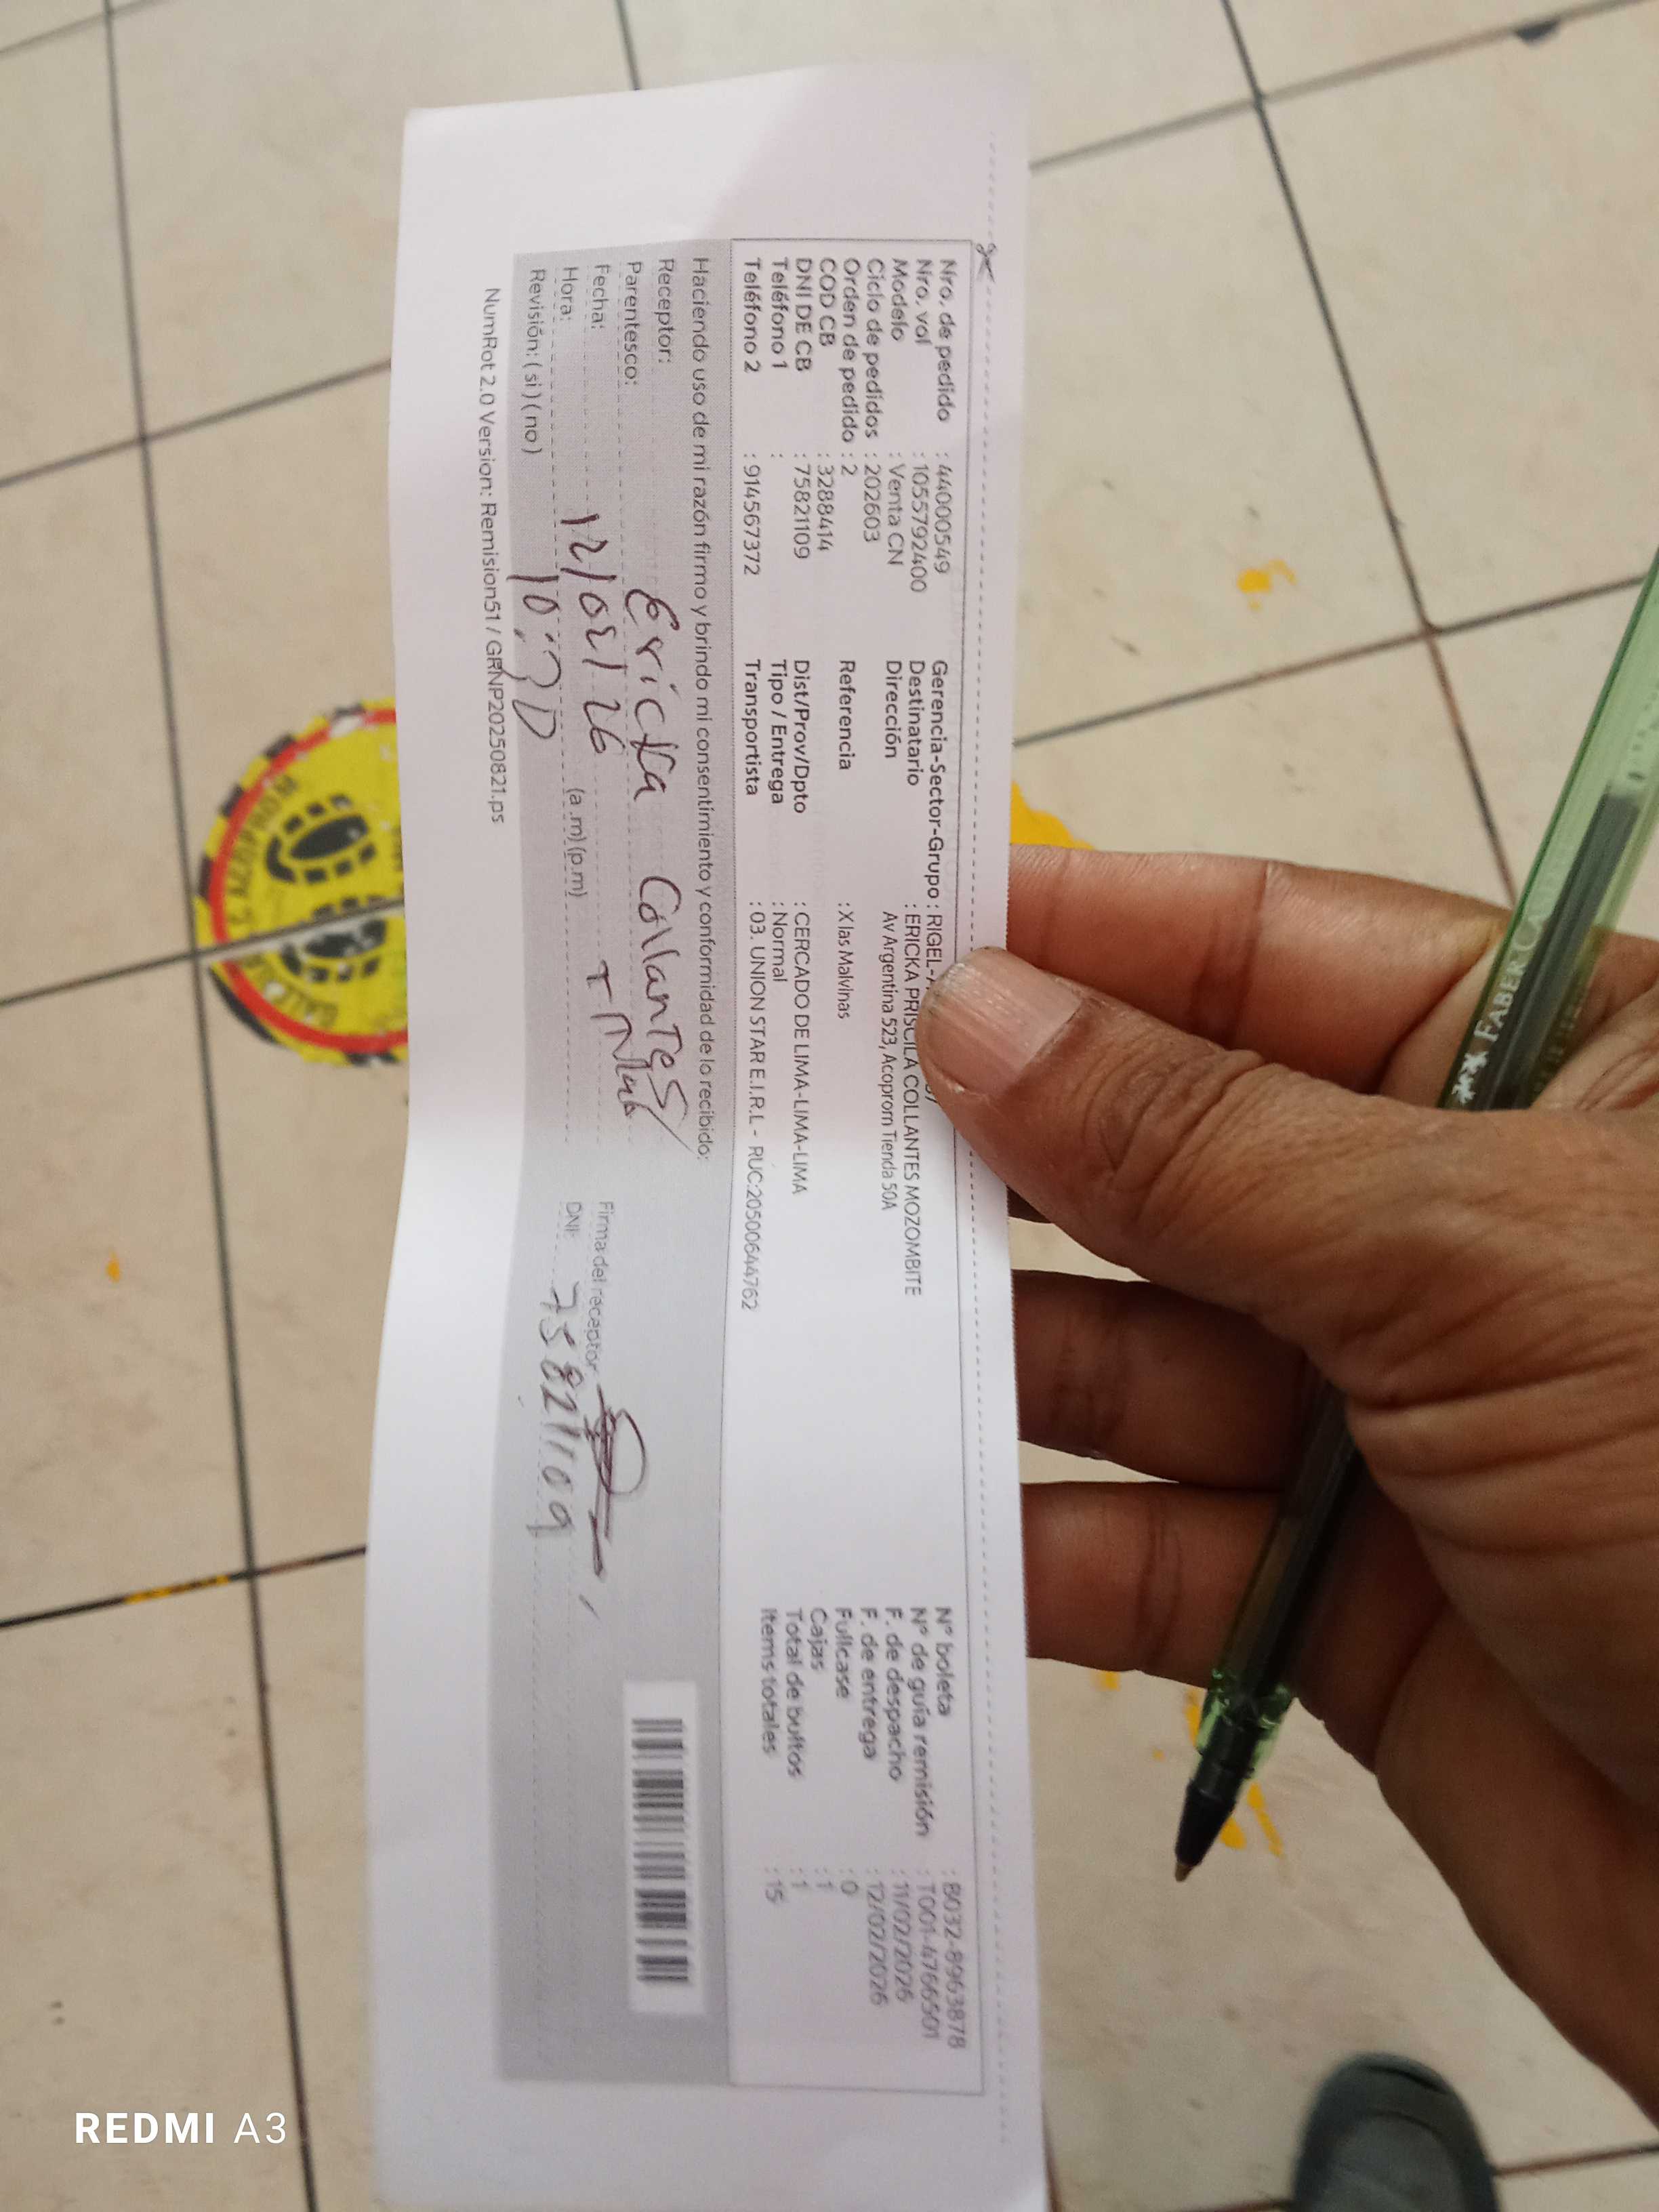 Nro. de pedido : 44000549
Nro. vol : 1055792400
Modelo : Venta CN
Ciclo de pedidos : 202603
Orden de pedido : 2
COD CB : 3288414
DNI DE CB : 75821109
Teléfono 1 :
Teléfono 2 : 914567372
Gerencia-Sector-Grupo : RIGEL-
Destinatario : ERICKA PRISCILA COLLANTES MOZOMBITE
Dirección Av Argentina 523, Acoprom Tienda 50A
Referencia : X las Malvinas
Dist/Prov/Dpto : CERCADO DE LIMA-LIMA-LIMA
Tipo / Entrega : Normal
Transportista : 03. UNION STAR E.I.R.L - RUC:20500644762
N° boleta : B032-8963878
N° de guía remisión : T001-4766501
F. de despacho : 11/02/2026
F. de entrega : 12/02/2026
Fullcase : 0
Cajas : 1
Total de bultos : 1
Items totales : 15
Haciendo uso de mi razón firmo y brindo mi consentimiento y conformidad de lo recibido:
Receptor: Ericka Collantes
Parentesco:
Fecha: 12/02/26
Hora: 10:30 (a.m) (p.m)
Revisión: ( si ) ( no )
Firma del receptor:
DNI: 75821109
NumRot 2.0 Version: Remision51 / GRNP20250821.ps
FABER-CA
REDMI A3